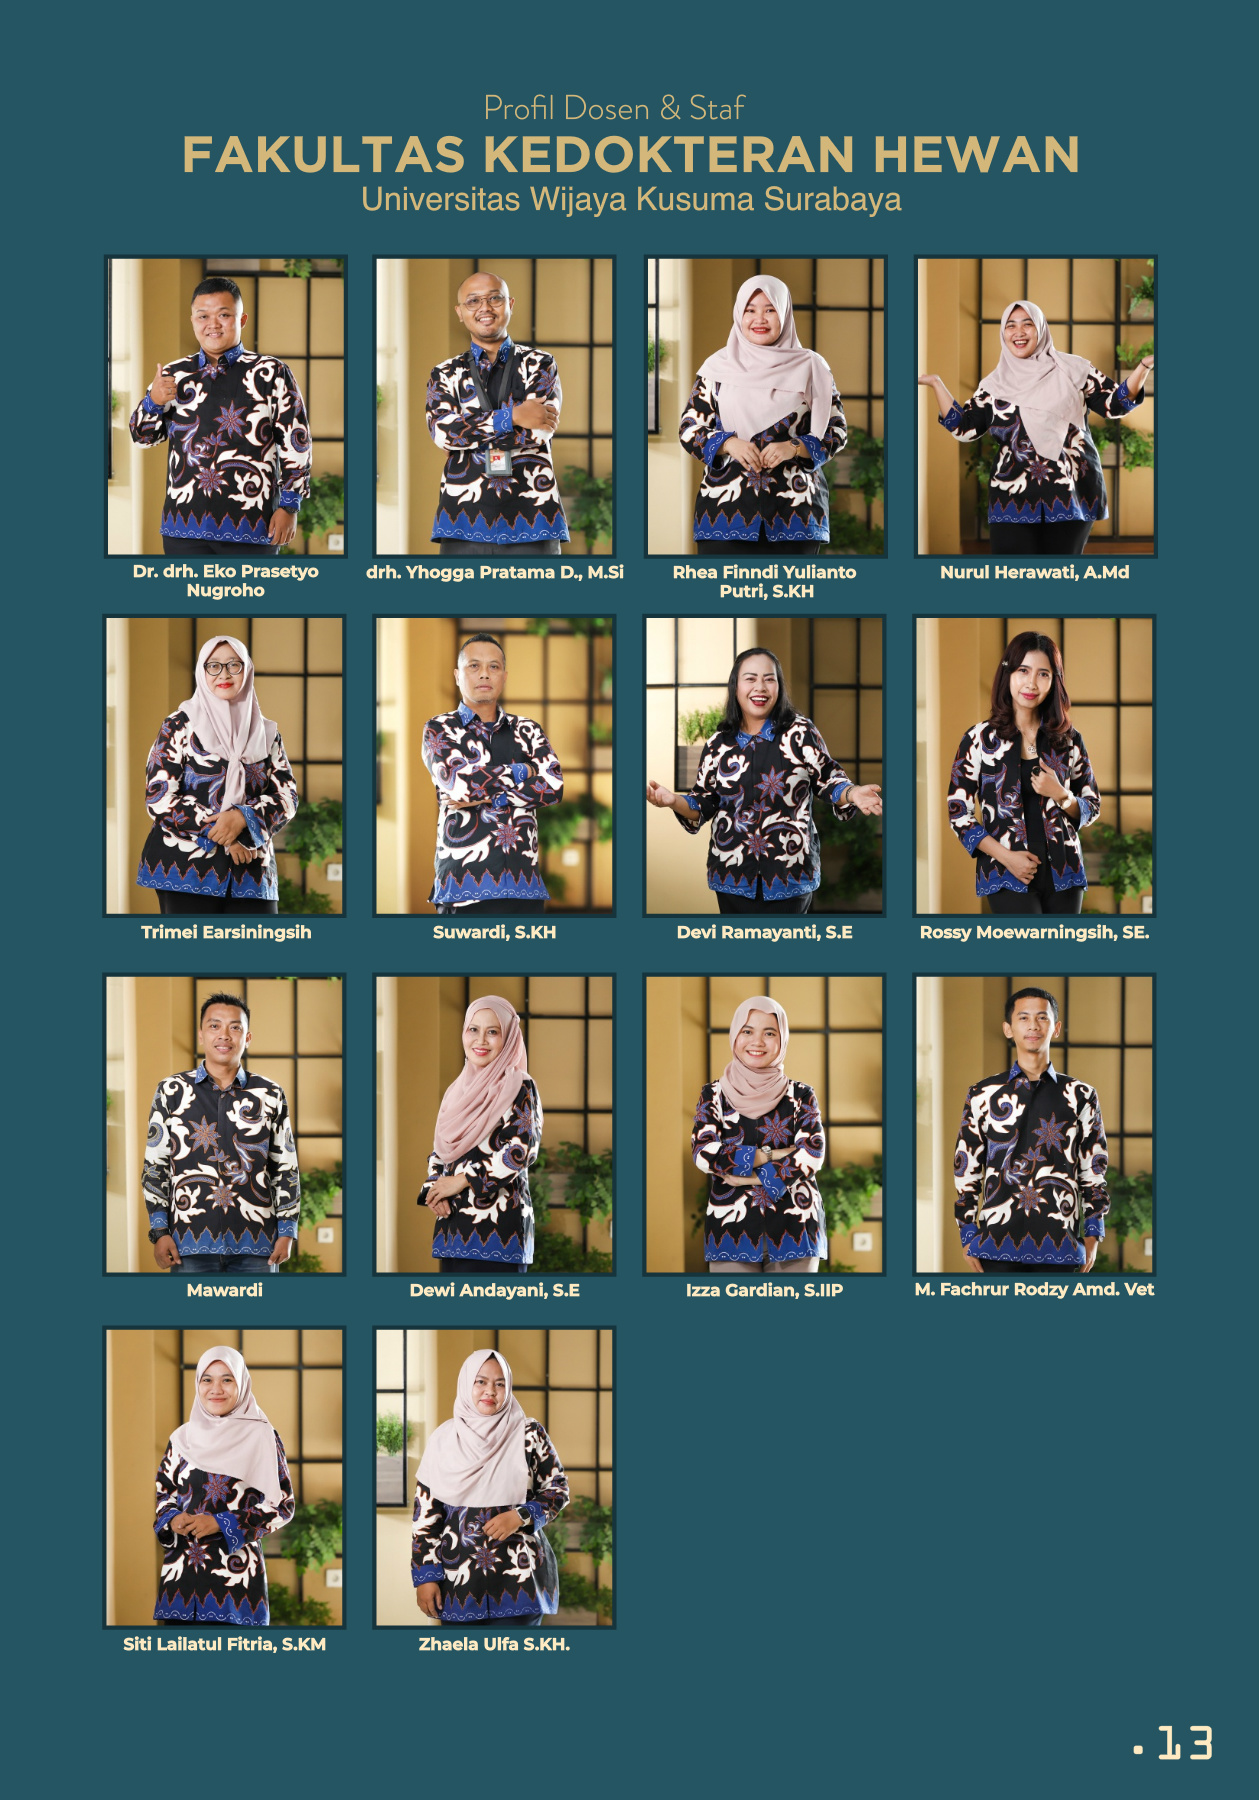 Profil Dosen & Staf
FAKULTAS KEDOKTERAN HEWAN
Universitas Wijaya Kusuma Surabaya
Dr. drh. Eko Prasetyo
Nugroho
drh. Yhogga Pratama D., M.Si
Rhea Finndi Yulianto
Putri, S.KH
Nurul Herawati, A.Md
Trimei Earsiningsih
Suwardi, S.KH
Devi Ramayanti, S.E
Rossy Moewarningsih, SE.
Mawardi
Dewi Andayani, S.E
Izza Gardian, S.IIP
M. Fachrur Rodzy Amd. Vet
Siti Lailatul Fitria, S.KM
Zhaela Ulfa S.KH.
.13